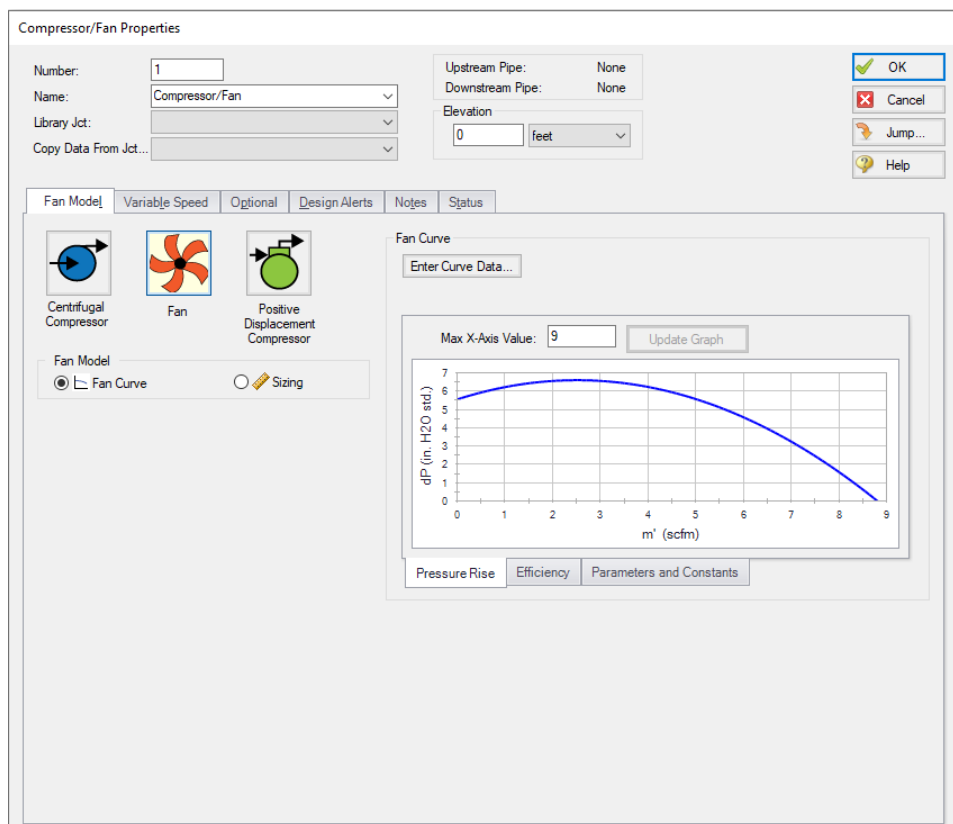 Compressor/Fan Properties
Number: 1
Name: Compressor/Fan
Library Jct:
Copy Data From Jct...
Upstream Pipe: None
Downstream Pipe: None
Elevation
0 feet
OK
Cancel
Jump...
Help
Fan Model Variable Speed Optional Design Alerts Notes Status
Centrifugal
Compressor
Fan
Positive
Displacement
Compressor
Fan Model
Fan Curve Sizing
Fan Curve
Enter Curve Data...
Max X-Axis Value: 9 Update Graph
dP (in. H2O std.)
7
6
5
4
3
2
1
0
0 1 2 3 4 5 6 7 8 9
m' (scfm)
Pressure Rise Efficiency Parameters and Constants